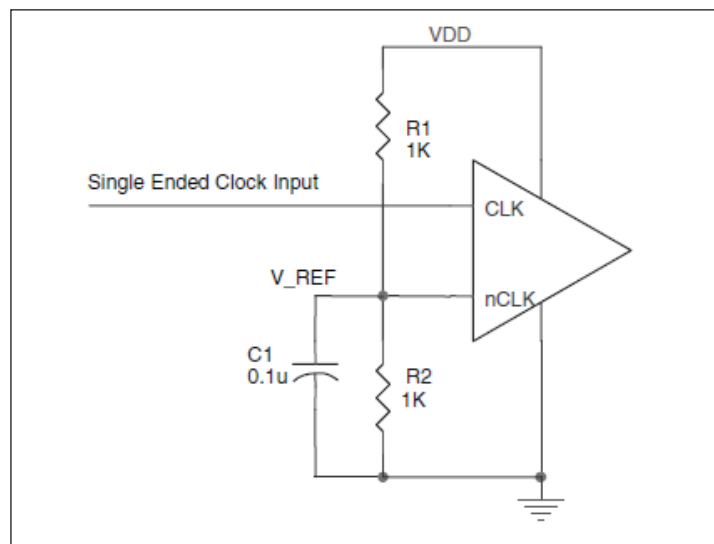 VDD
R1
1K
Single Ended Clock Input
CLK
V_REF
nCLK
C1
0.1u
R2
1K